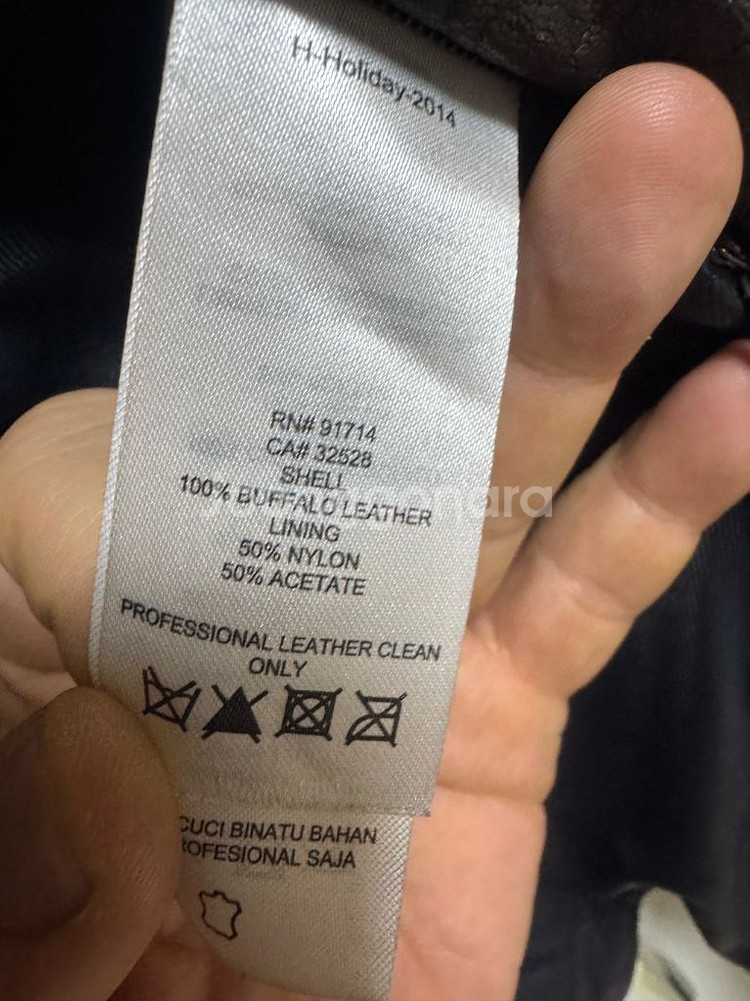 H-Holiday-2014
RN# 91714
CA# 32528
SHELL
100% BUFFALO LEATHER
LINING
50% NYLON
50% ACETATE
PROFESSIONAL LEATHER CLEAN
ONLY
CUCI BINATU BAHAN
ROFESIONAL SAJA